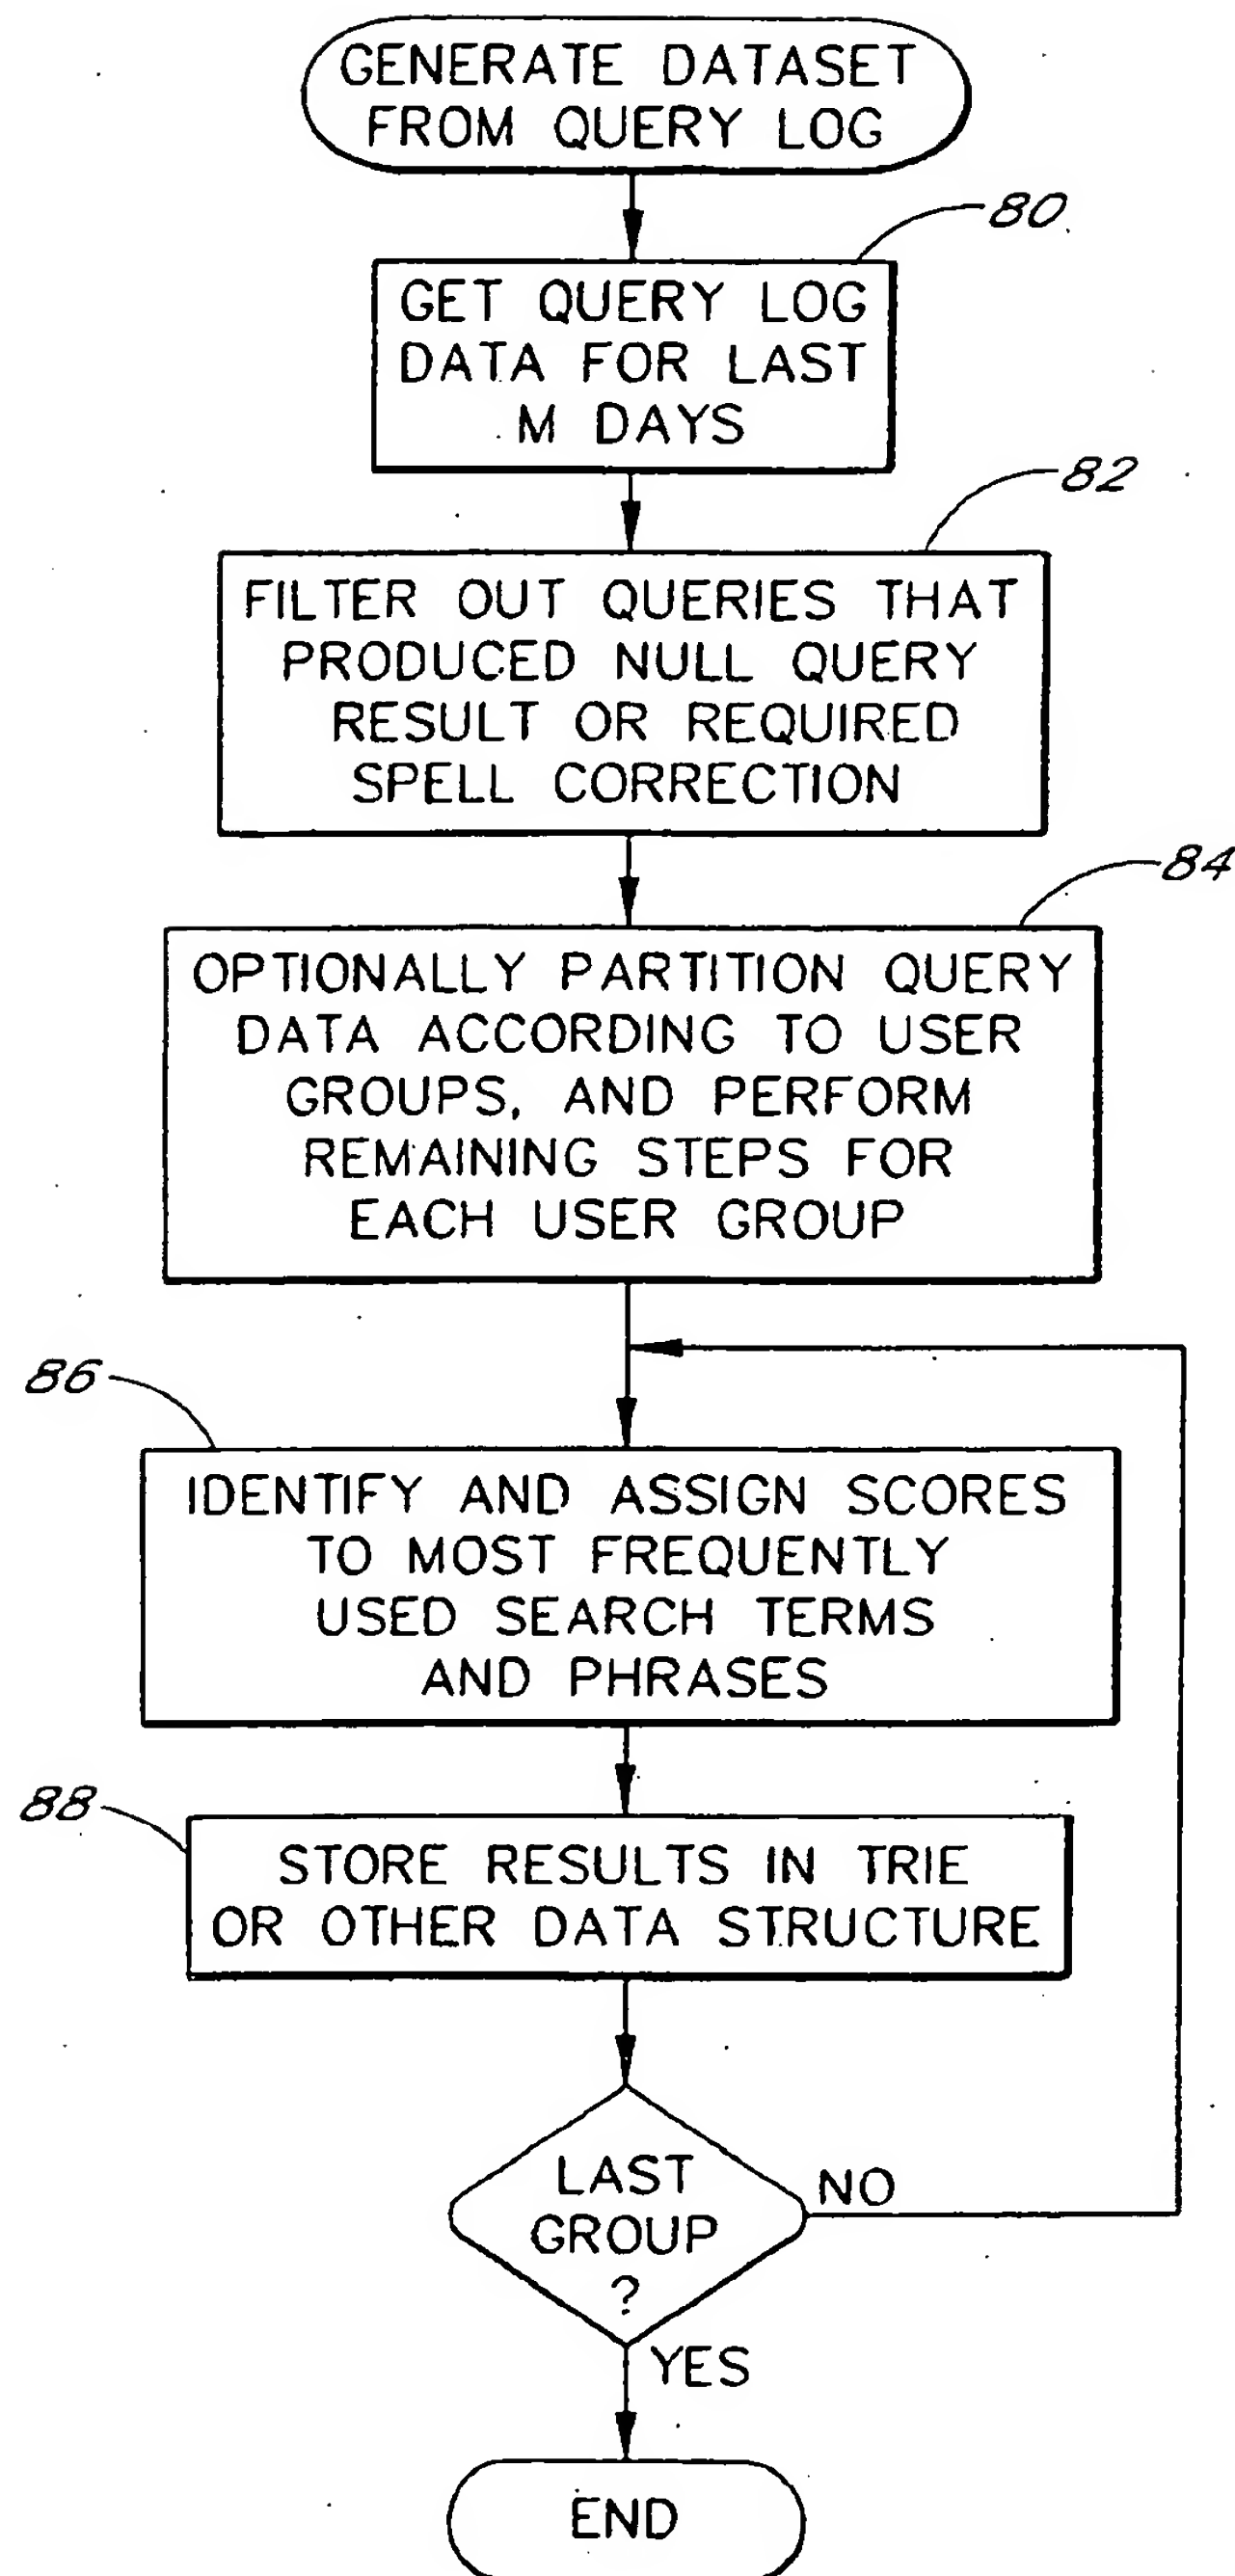 GENERATE DATASET
FROM QUERY LOG
80
GET QUERY LOG
DATA FOR LAST
M DAYS
82
FILTER OUT QUERIES THAT
PRODUCED NULL QUERY
RESULT OR REQUIRED
SPELL CORRECTION
84
OPTIONALLY PARTITION QUERY
DATA ACCORDING TO USER
GROUPS, AND PERFORM
REMAINING STEPS FOR
EACH USER GROUP
86
IDENTIFY AND ASSIGN SCORES
TO MOST FREQUENTLY
USED SEARCH TERMS
AND PHRASES
88
STORE RESULTS IN TRIE
OR OTHER DATA STRUCTURE
LAST
GROUP
?
NO
YES
END